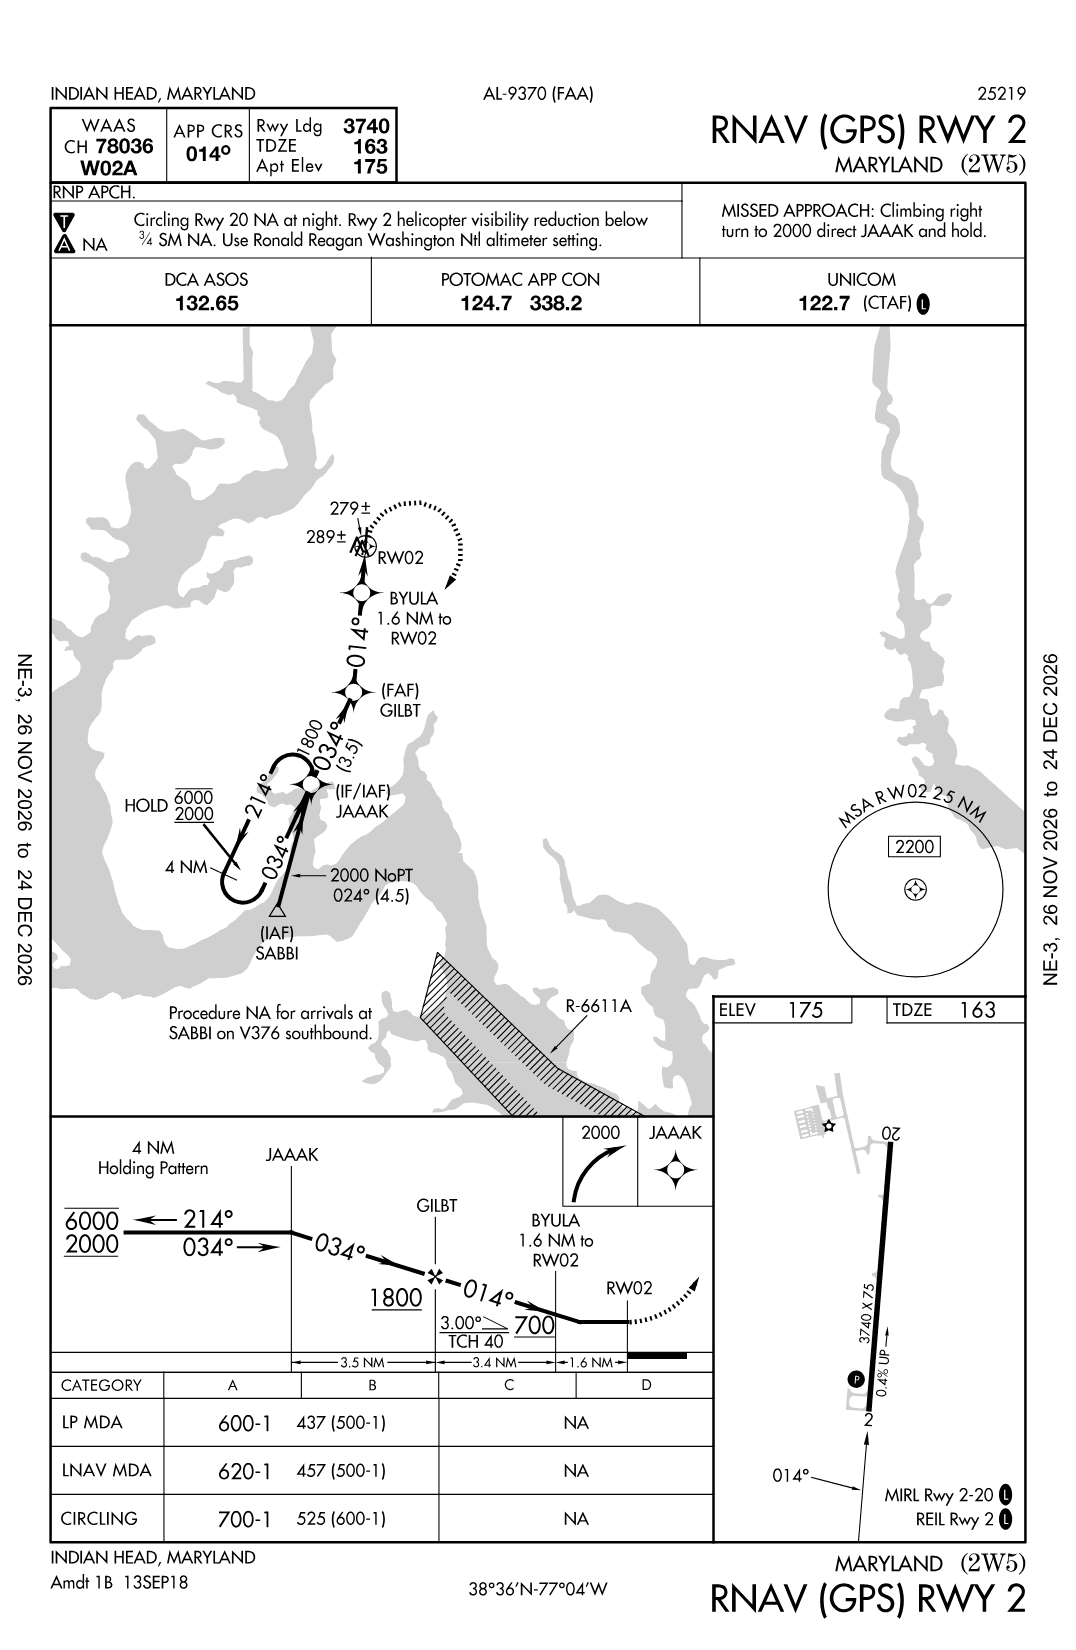 INDIAN HEAD, MARYLAND
AL-9370 (FAA)
25219
WAAS
CH 78036
W02A
APP CRS
014°
Rwy Ldg 3740
TDZE 163
Apt Elev 175
RNAV (GPS) RWY 2
MARYLAND (2W5)
RNP APCH.
T
A NA
Circling Rwy 20 NA at night. Rwy 2 helicopter visibility reduction below
¾ SM NA. Use Ronald Reagan Washington Ntl altimeter setting.
MISSED APPROACH: Climbing right
turn to 2000 direct JAAAK and hold.
DCA ASOS
132.65
POTOMAC APP CON
124.7 338.2
UNICOM
122.7 (CTAF) L
279±
289±
RW02
BYULA
1.6 NM to
RW02
014°
(FAF)
GILBT
1800
034°
(3.5)
(IF/IAF)
JAAAK
HOLD 6000
2000
214°
034°
4 NM
2000 NoPT
024° (4.5)
(IAF)
SABBI
MSA RW02 25 NM
2200
Procedure NA for arrivals at
SABBI on V376 southbound.
R-6611A
NE-3, 26 NOV 2026 to 24 DEC 2026
NE-3, 26 NOV 2026 to 24 DEC 2026
ELEV 175
TDZE 163
20
3740 X 75
0.4% UP
P
2
014°
MIRL Rwy 2-20 L
REIL Rwy 2 L
4 NM
Holding Pattern
JAAAK
6000
2000
214°
034°
034°
GILBT
1800
014°
BYULA
1.6 NM to
RW02
3.00°
TCH 40
700
RW02
2000
JAAAK
3.5 NM
3.4 NM
1.6 NM
CATEGORY A B C D
LP MDA 600-1 437 (500-1) NA
LNAV MDA 620-1 457 (500-1) NA
CIRCLING 700-1 525 (600-1) NA
INDIAN HEAD, MARYLAND
Amdt 1B 13SEP18
38°36'N-77°04'W
MARYLAND (2W5)
RNAV (GPS) RWY 2